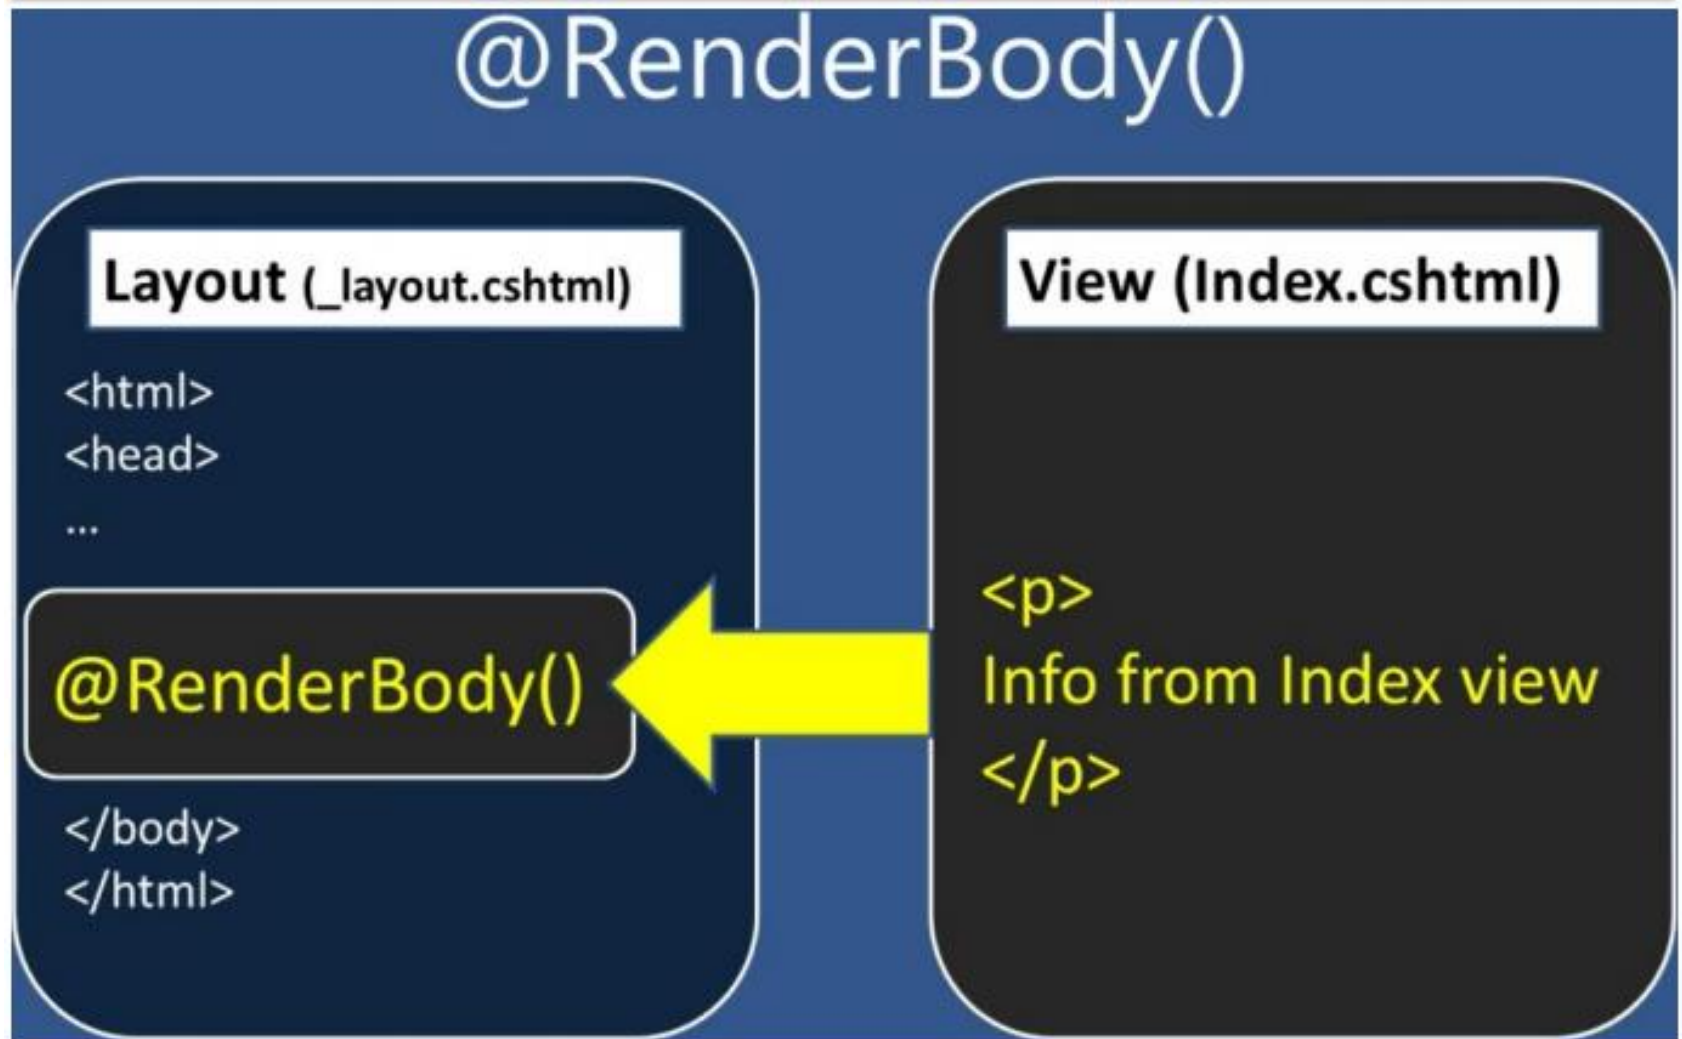 @RenderBody()
Layout (_layout.cshtml)
<html>
<head>
...
@RenderBody()
</body>
</html>
View (Index.cshtml)
<p>
Info from Index view
</p>